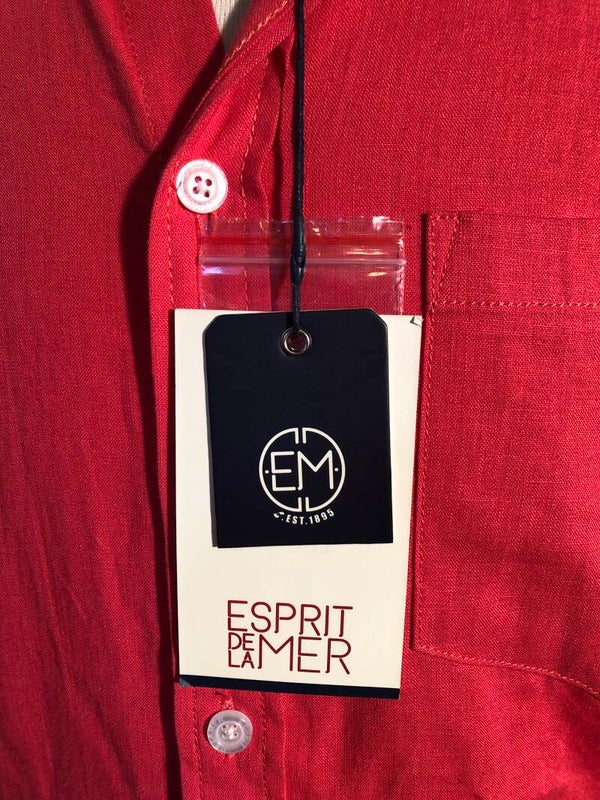 EM
EST.1895
ESPRIT
DE
LA MER